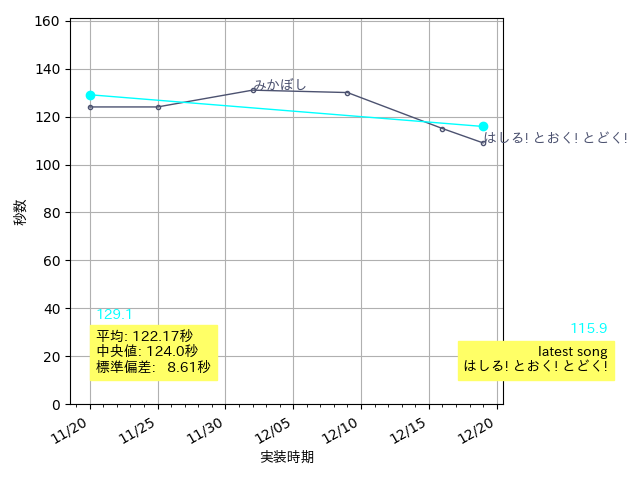 160
140
120
100
80
60
40
20
0
秒数
みかぼし
はしる! とおく! とどく!
129.1
平均: 122.17秒
中央値: 124.0秒
標準偏差: 8.61秒
115.9
latest song
はしる! とおく! とどく!
11/20
11/25
11/30
12/05
12/10
12/15
12/20
実装時期